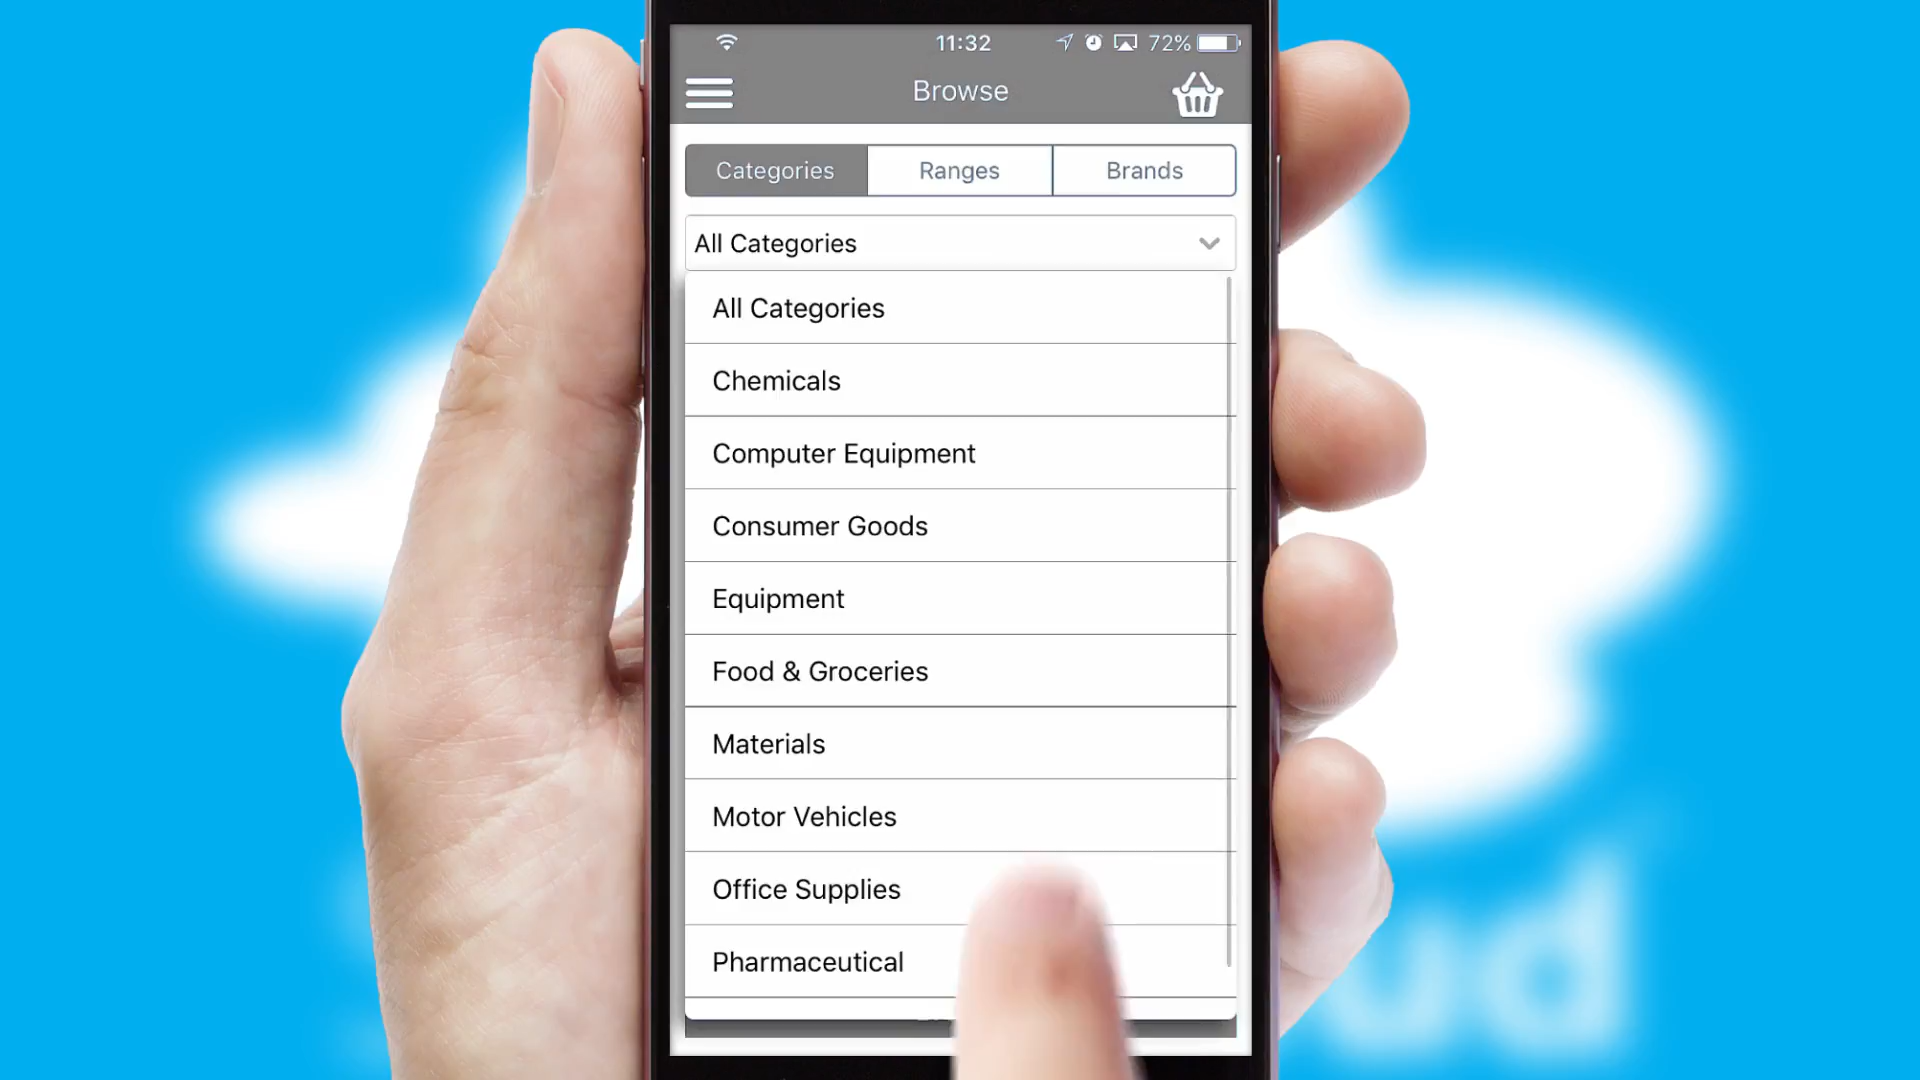 11:32
72%
Browse
Categories
Ranges
Brands
All Categories
All Categories
Chemicals
Computer Equipment
Consumer Goods
Equipment
Food & Groceries
Materials
Motor Vehicles
Office Supplies
Pharmaceutical
ud